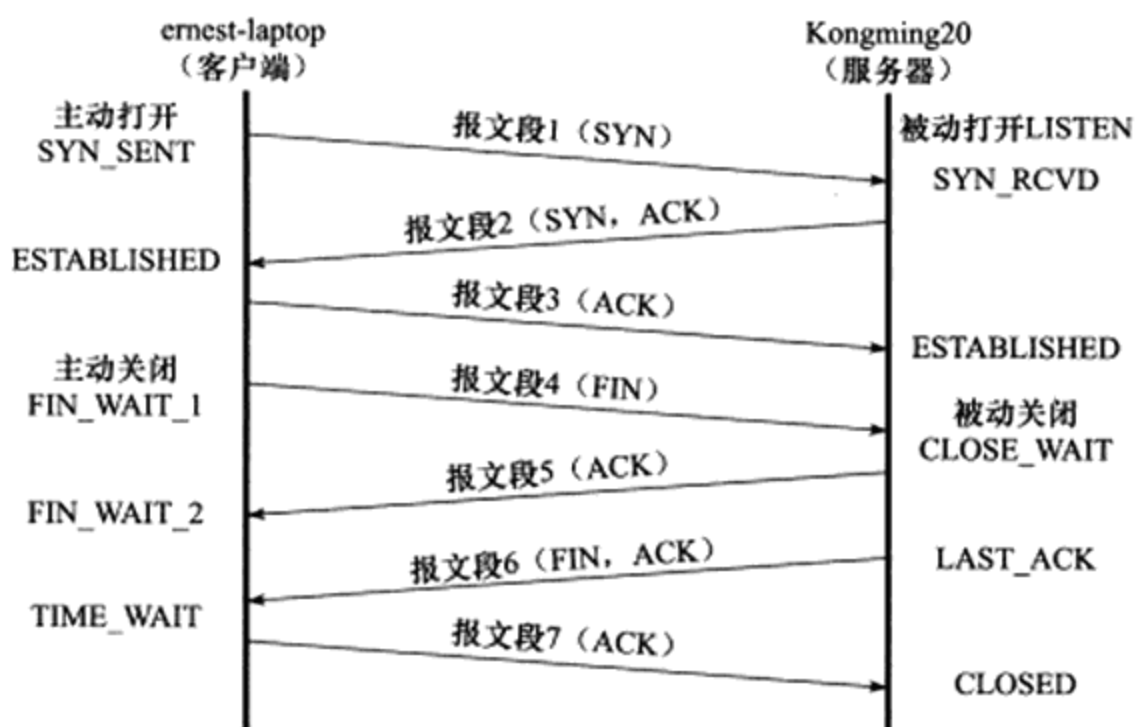 ernest-laptop
（客户端）
Kongming20
（服务器）
主动打开
SYN_SENT
报文段1（SYN）
被动打开LISTEN
SYN_RCVD
报文段2（SYN，ACK）
ESTABLISHED
报文段3（ACK）
ESTABLISHED
主动关闭
FIN_WAIT_1
报文段4（FIN）
被动关闭
CLOSE_WAIT
报文段5（ACK）
FIN_WAIT_2
报文段6（FIN，ACK）
LAST_ACK
TIME_WAIT
报文段7（ACK）
CLOSED